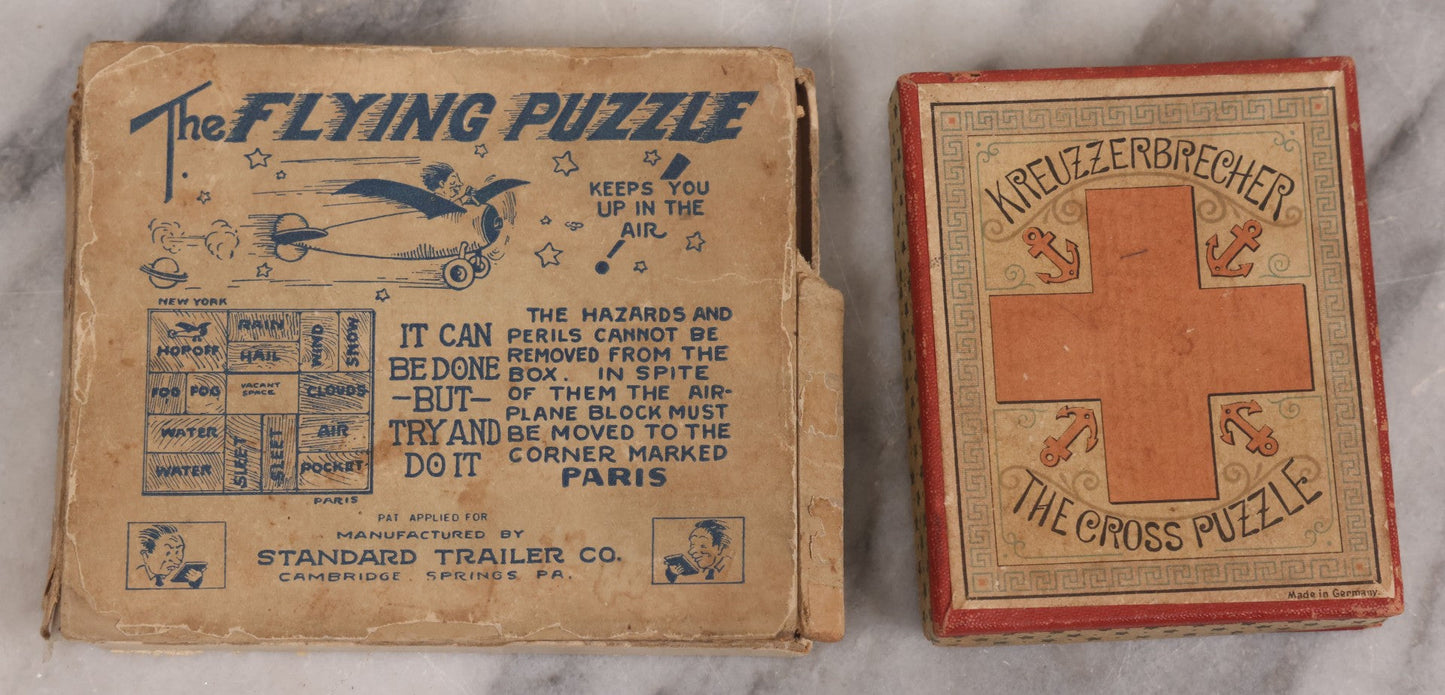 The FLYING PUZZLE
KEEPS YOU
UP IN THE
AIR
NEW YORK
HOPOFF
RAIN
HAIL
WIND
SNOW
FOG
FOG
VACANT
SPACE
CLOUDS
WATER
SLEET
SLEET
AIR
WATER
POCKET
PARIS
IT CAN
BE DONE
-BUT-
TRY AND
DO IT
THE HAZARDS AND
PERILS CANNOT BE
REMOVED FROM THE
BOX. IN SPITE
OF THEM THE AIR-
PLANE BLOCK MUST
BE MOVED TO THE
CORNER MARKED
PARIS
PAT APPLIED FOR
MANUFACTURED BY
STANDARD TRAILER CO.
CAMBRIDGE SPRINGS PA.
KREUZZERBRECHER
THE CROSS PUZZLE
Made in Germany.